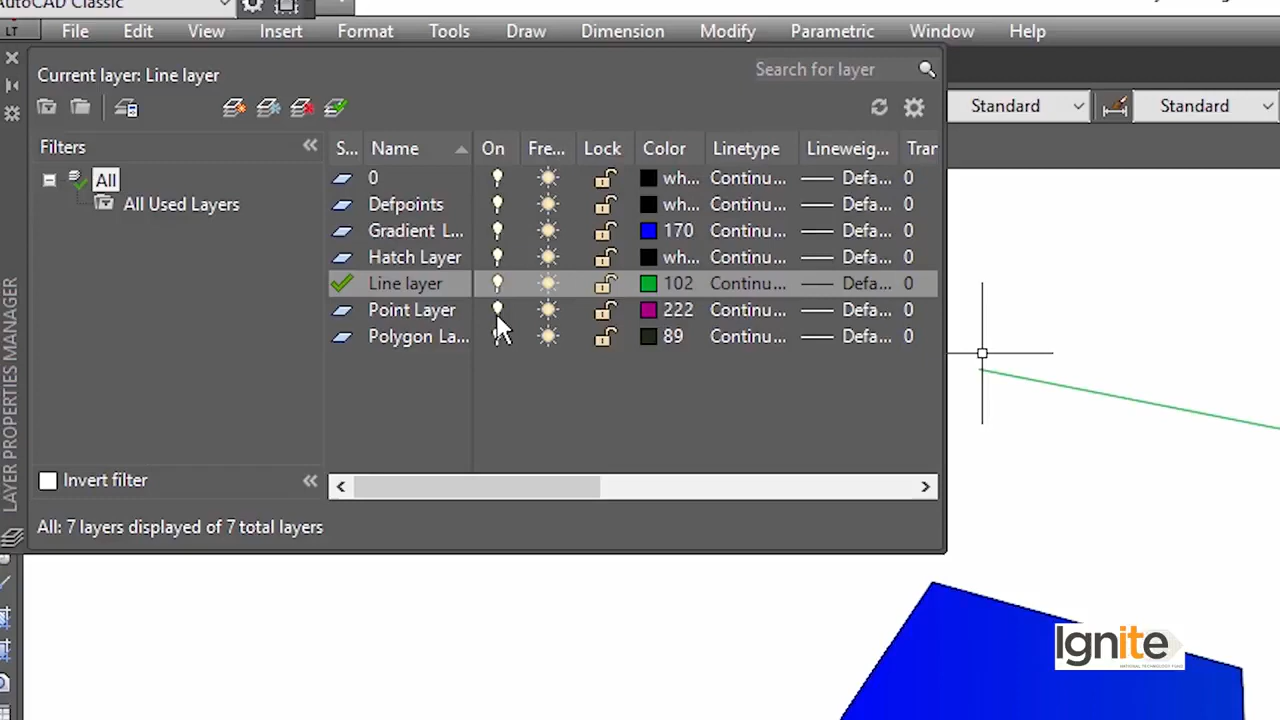 AutoCAD Classic
LT File Edit View Insert Format Tools Draw Dimension Modify Parametric Window Help
Current layer: Line layer
Search for layer
Standard Standard
Filters
All
All Used Layers
S... Name On Fre... Lock Color Linetype Lineweig... Tran
0 wh... Continu... Defa... 0
Defpoints wh... Continu... Defa... 0
Gradient L... 170 Continu... Defa... 0
Hatch Layer wh... Continu... Defa... 0
Line layer 102 Continu... Defa... 0
Point Layer 222 Continu... Defa... 0
Polygon La... 89 Continu... Defa... 0
Invert filter
All: 7 layers displayed of 7 total layers
LAYER PROPERTIES MANAGER
Ignite
NATIONAL TECHNOLOGY FUND